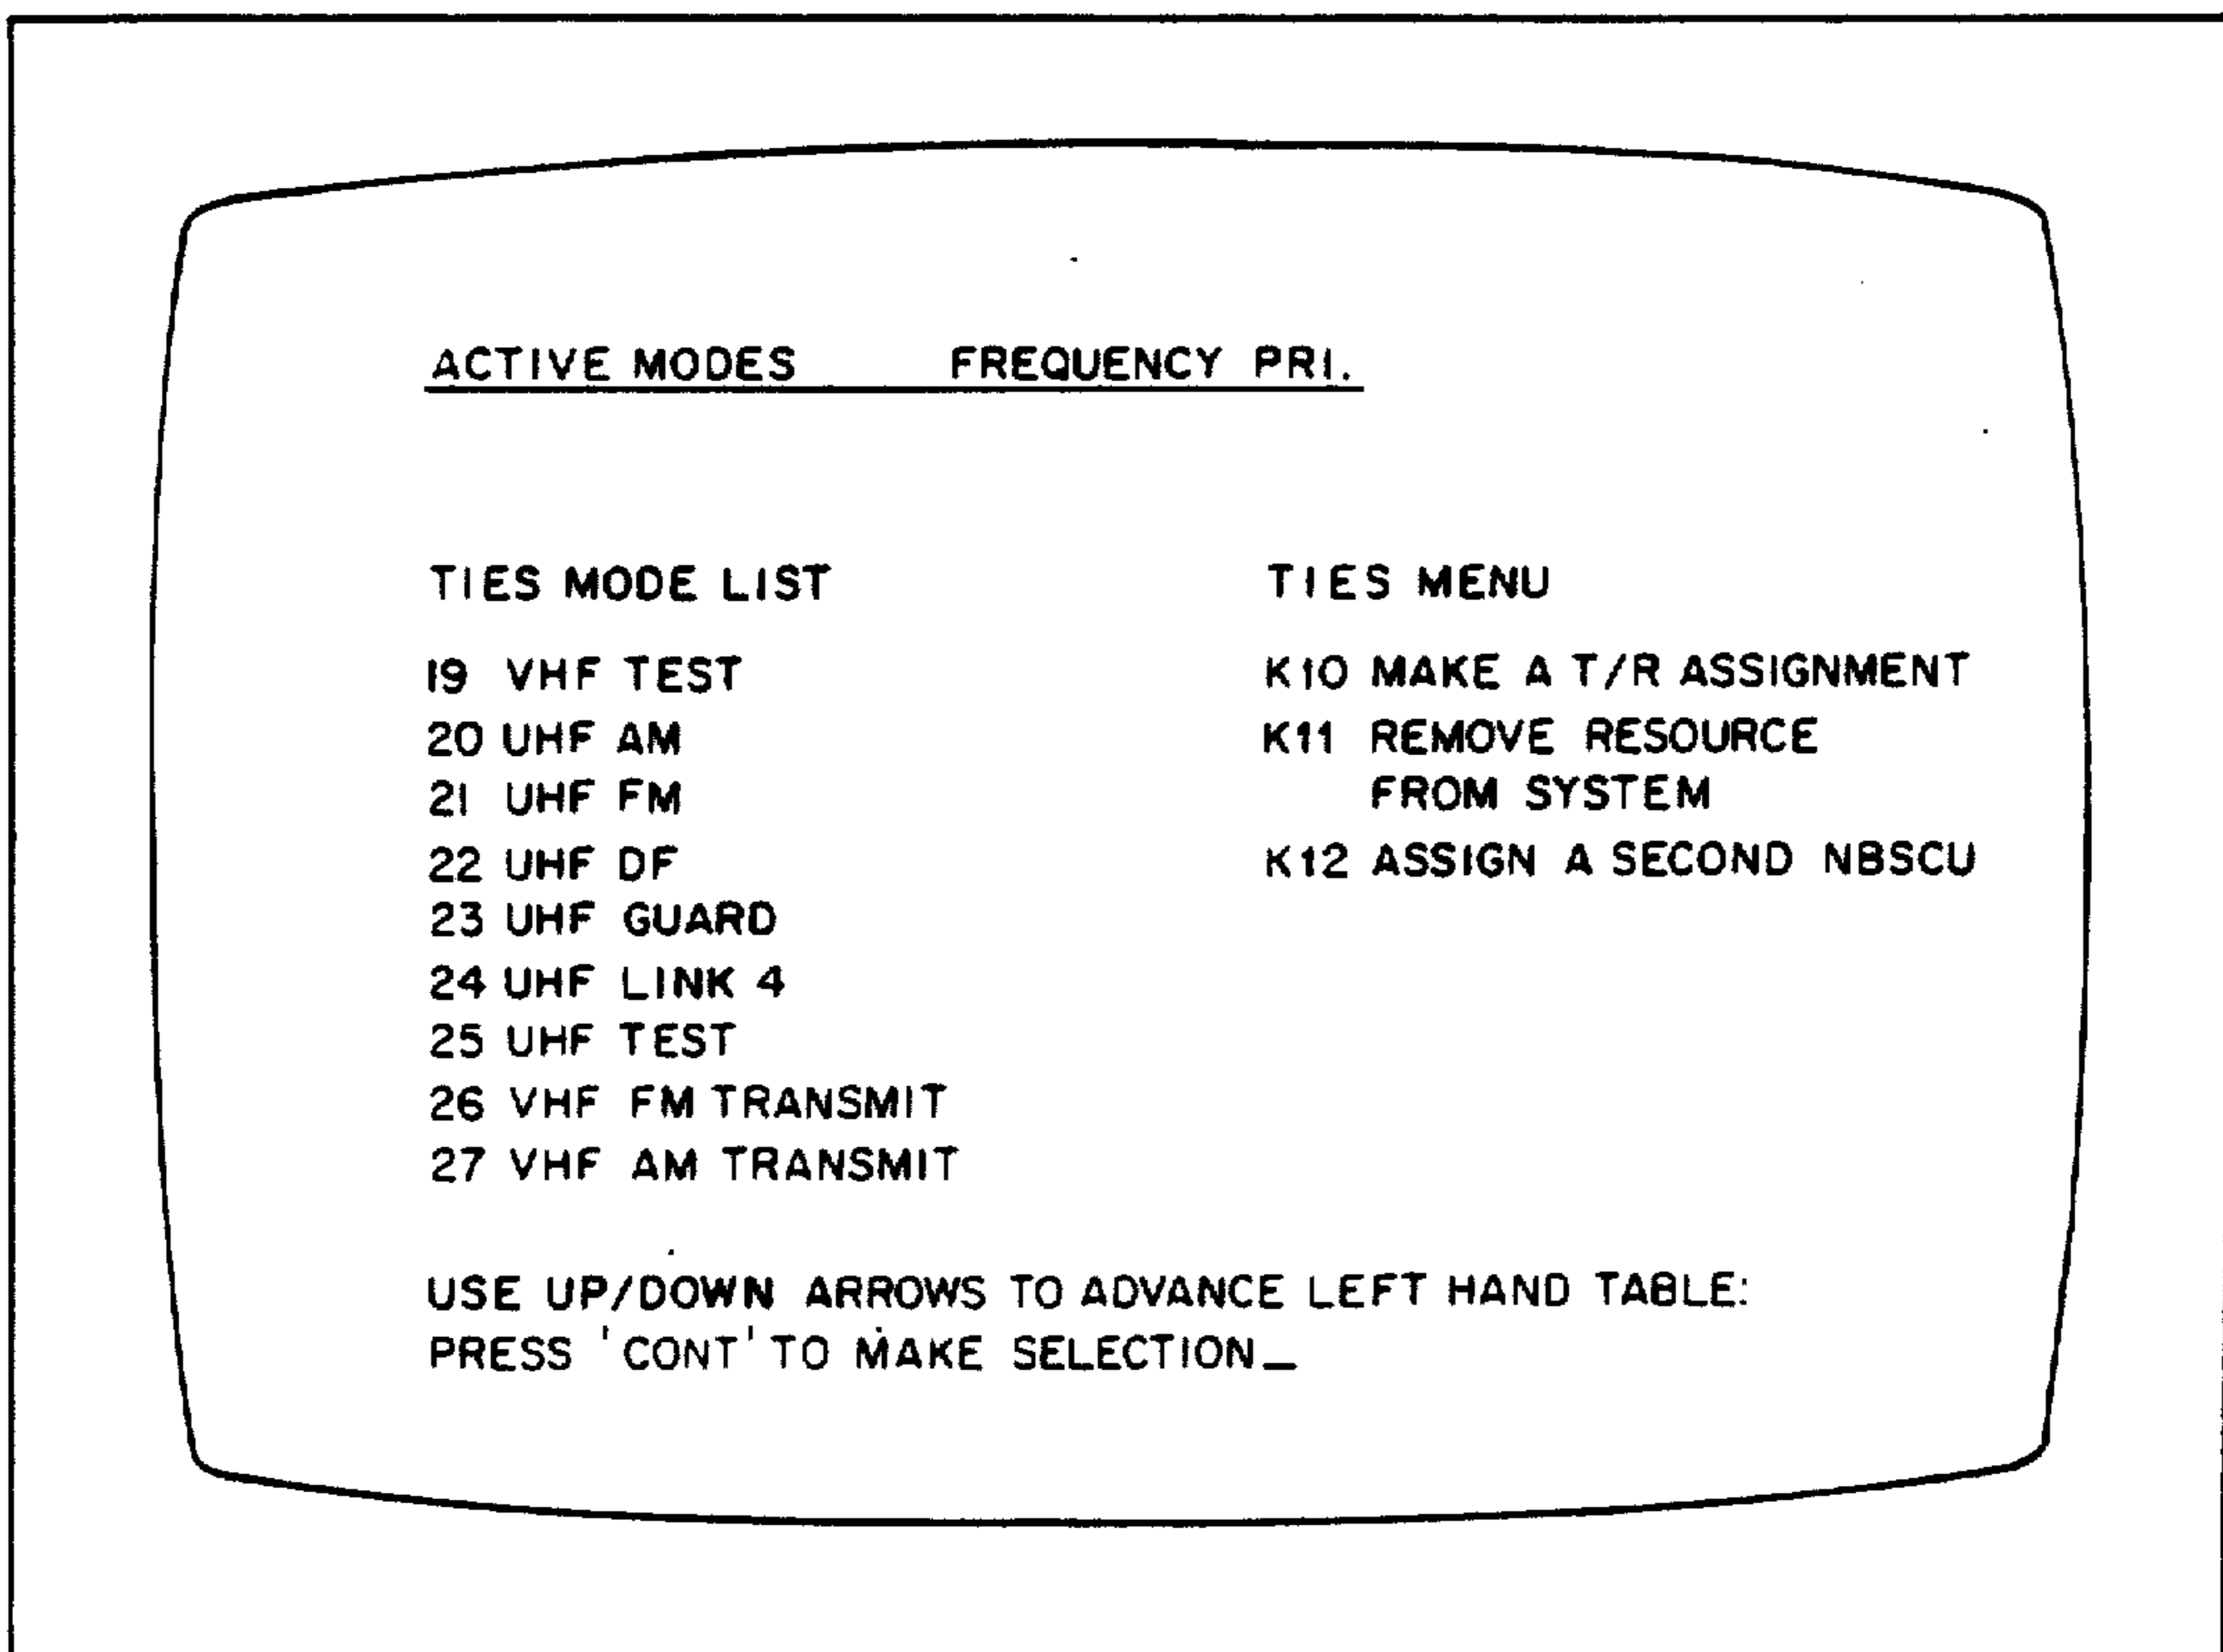 ACTIVE MODES FREQUENCY PRI.
TIES MODE LIST
19 VHF TEST
20 UHF AM
21 UHF FM
22 UHF DF
23 UHF GUARD
24 UHF LINK 4
25 UHF TEST
26 VHF FM TRANSMIT
27 VHF AM TRANSMIT
TIES MENU
K10 MAKE A T/R ASSIGNMENT
K11 REMOVE RESOURCE
FROM SYSTEM
K12 ASSIGN A SECOND NBSCU
USE UP/DOWN ARROWS TO ADVANCE LEFT HAND TABLE:
PRESS 'CONT' TO MAKE SELECTION_